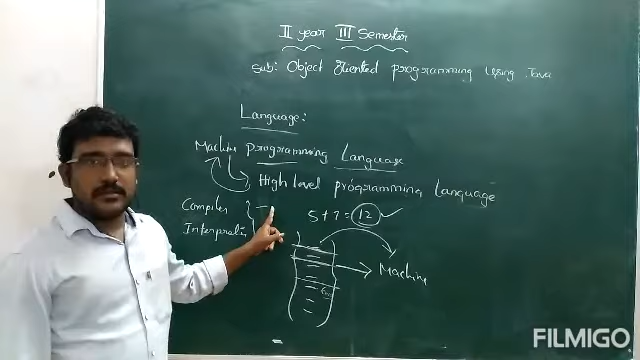 II year III Semester
Sub: Object Oriented programming using Java
Language:
Machine programming Language
High level programming Language
Compiler
5+7=12
Interpreter
Machine
FILMIGO